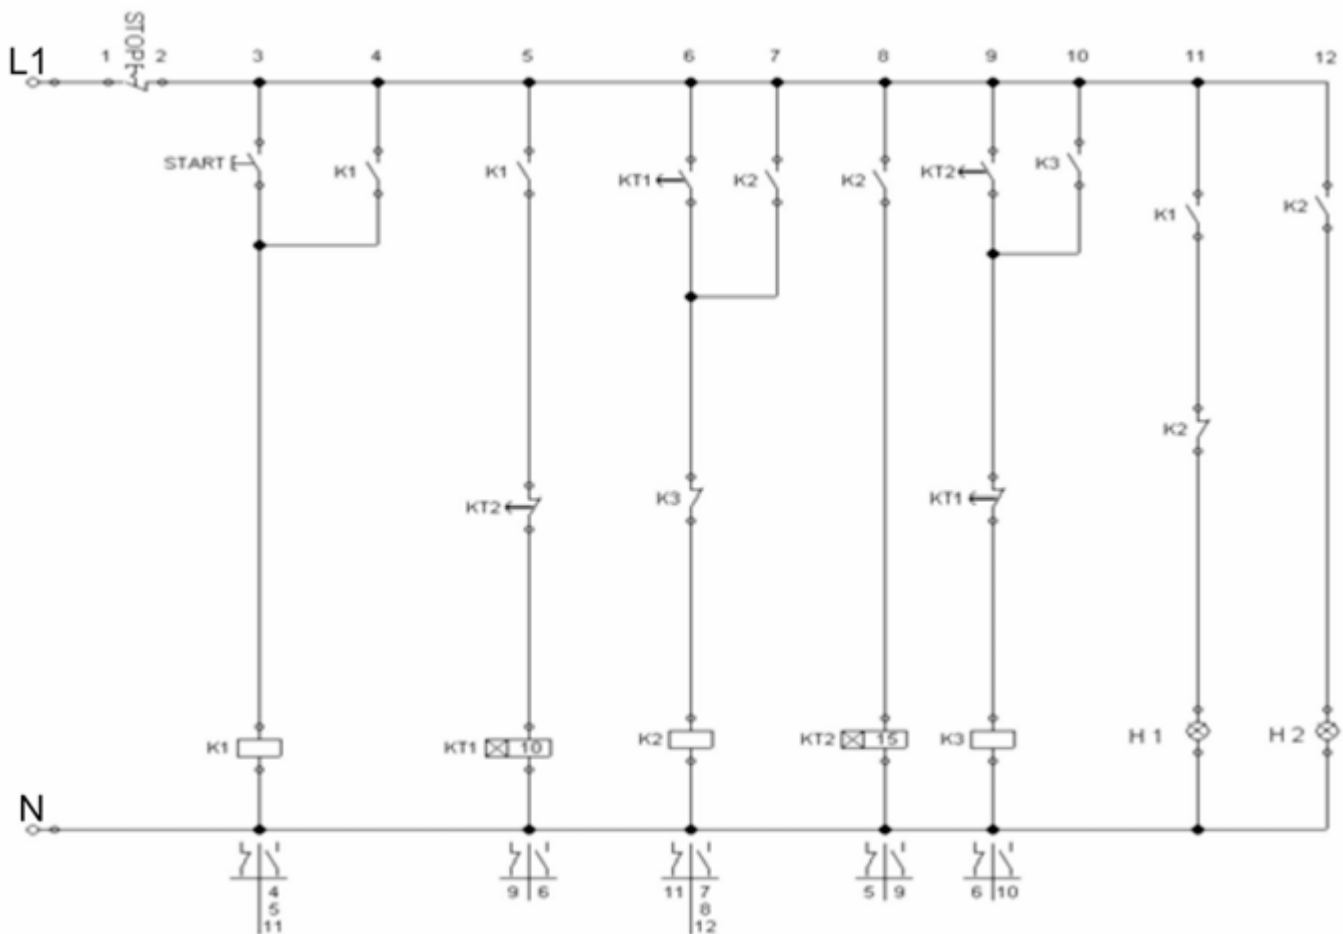 L1 1 STOP 2 3 4 5 6 7 8 9 10 11 12
START K1 K1 KT1 K2 K2 KT2 K3 K1 K2
K2
KT2 K3 KT1
K1 KT1 10 K2 KT2 15 K3 H 1 H 2
N
4 9 6 11 7 5 9 6 10
5 8
11 12